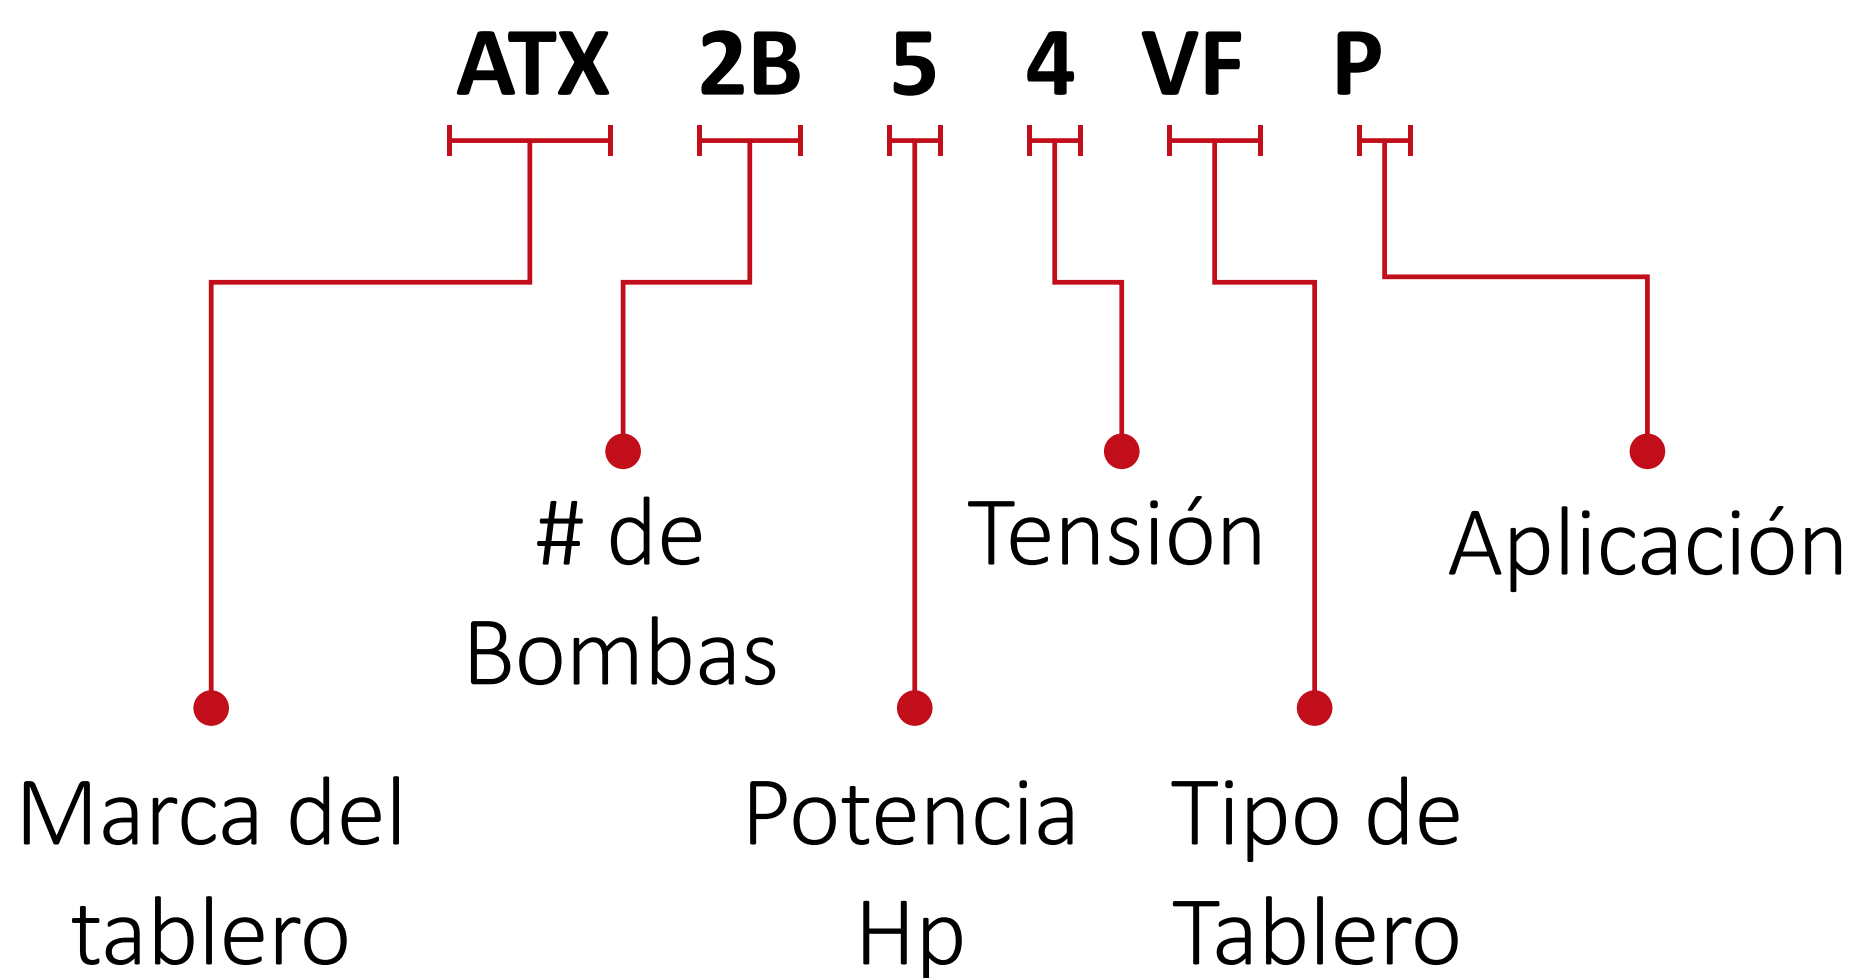 ATX 2B 5 4 VF P
# de
Bombas
Tensión
Aplicación
Marca del
tablero
Potencia
Hp
Tipo de
Tablero